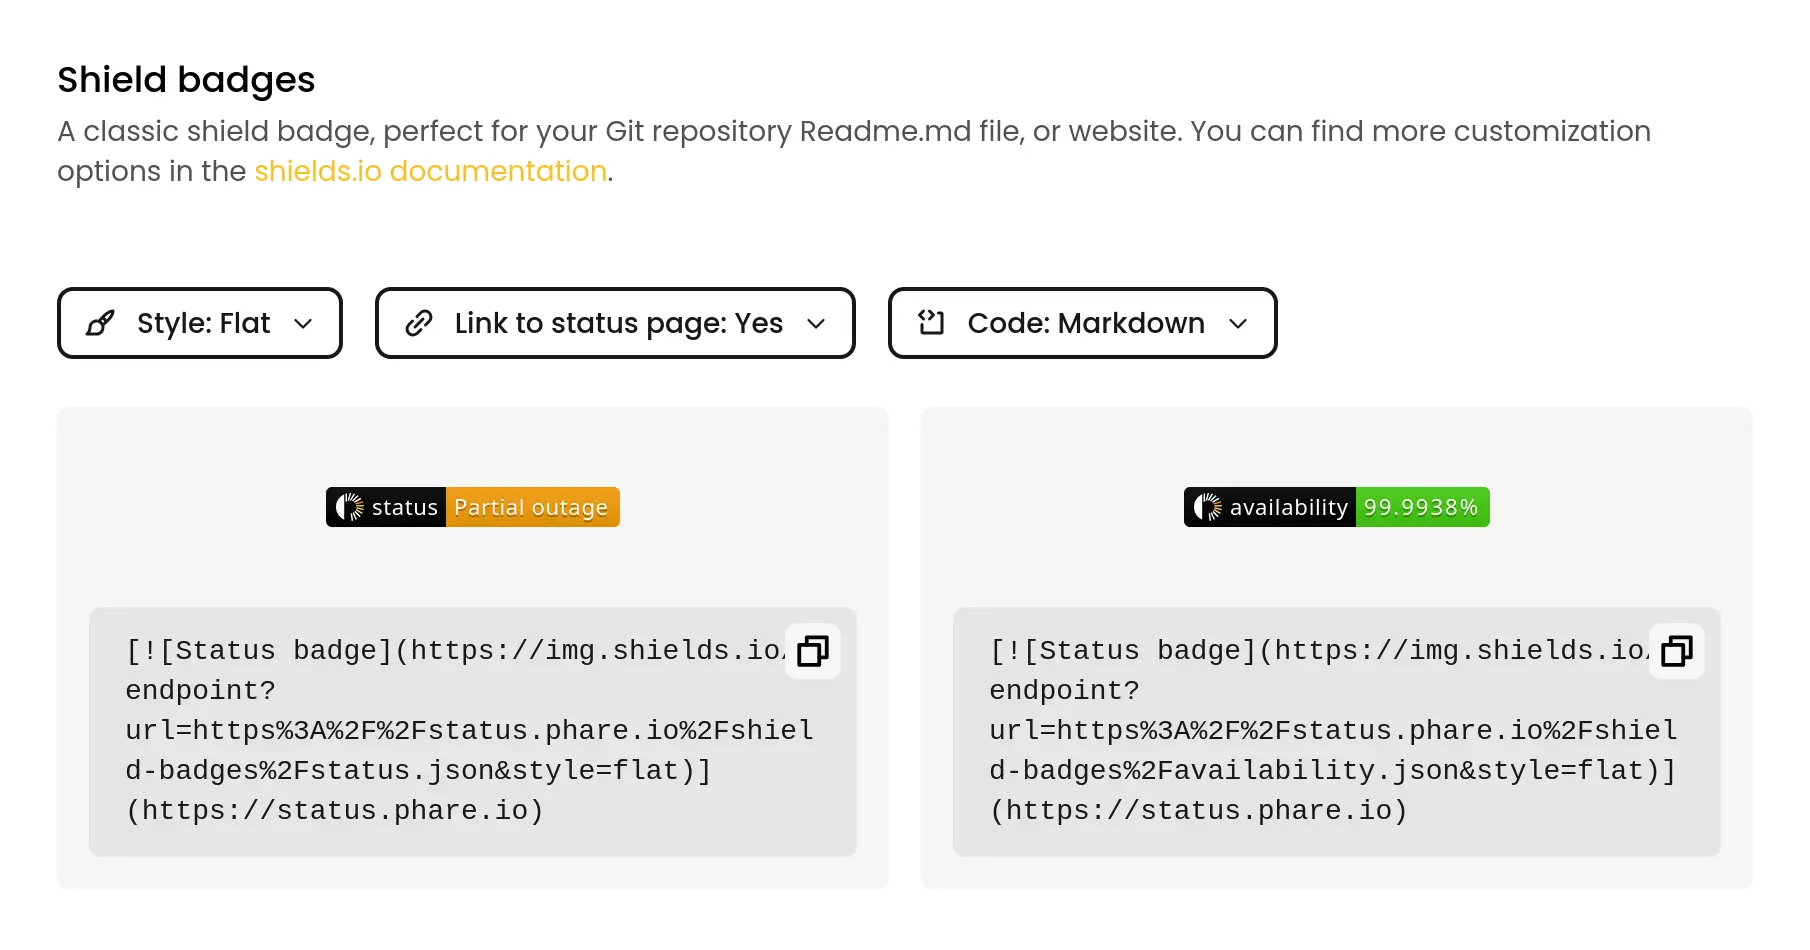 Shield badges
A classic shield badge, perfect for your Git repository Readme.md file, or website. You can find more customization
options in the shields.io documentation.
Style: Flat
Link to status page: Yes
Code: Markdown
status Partial outage
availability 99.9938%
[![Status badge](https://img.shields.io/
endpoint?
url=https%3A%2F%2Fstatus.phare.io%2Fshiel
d-badges%2Fstatus.json&style=flat)]
(https://status.phare.io)
[![Status badge](https://img.shields.io/
endpoint?
url=https%3A%2F%2Fstatus.phare.io%2Fshiel
d-badges%2Favailability.json&style=flat)]
(https://status.phare.io)